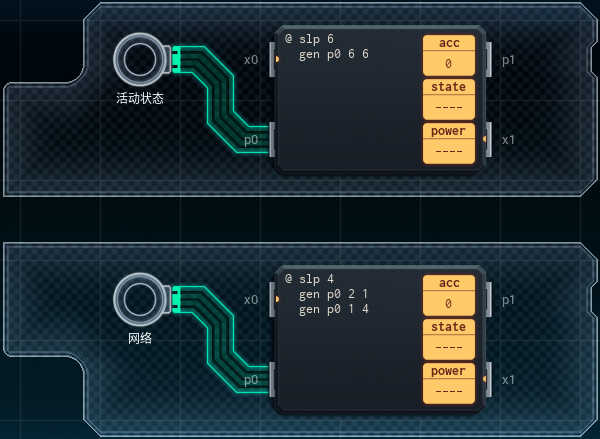 活动状态
x0
p0
@ slp 6
gen p0 6 6
acc
0
state
----
power
----
p1
x1
网络
x0
p0
@ slp 4
gen p0 2 1
gen p0 1 4
acc
0
state
----
power
----
p1
x1